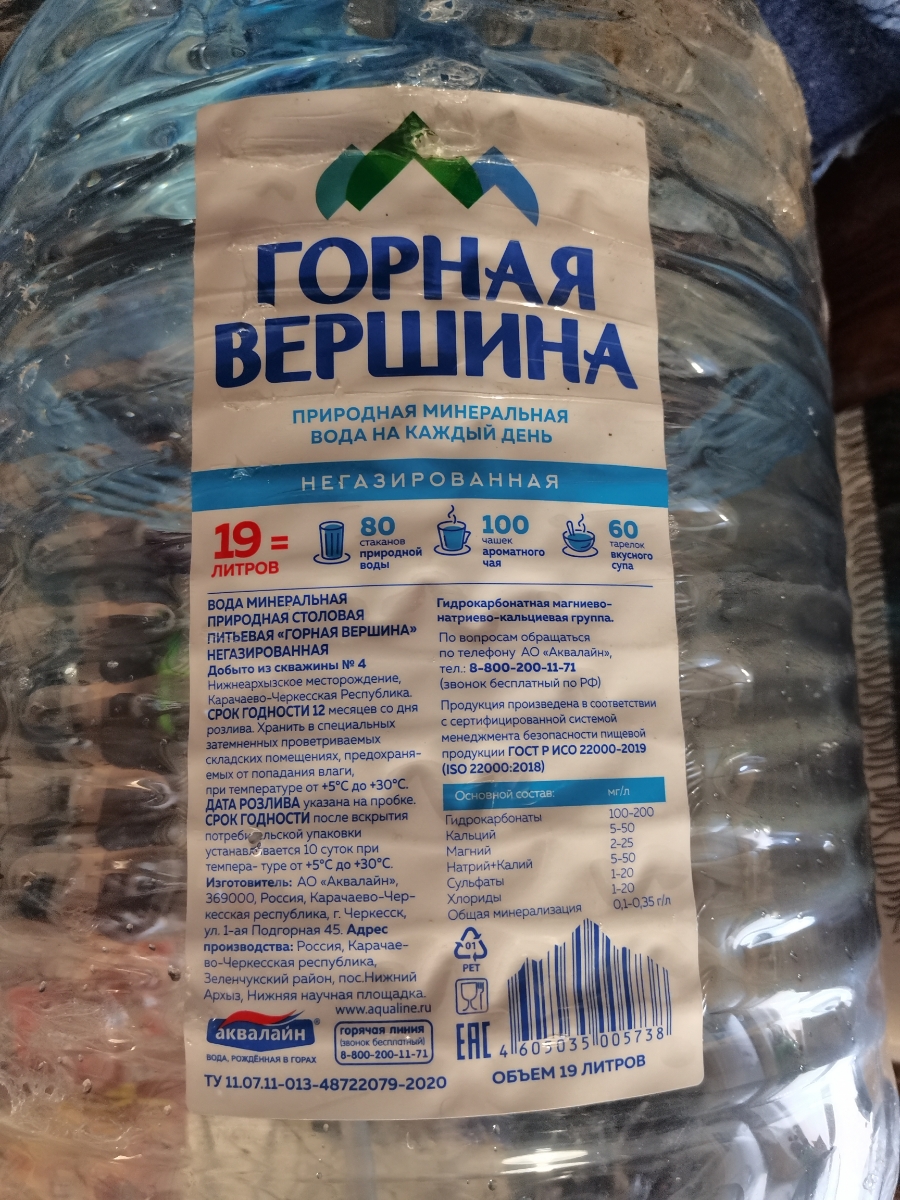 ГОРНАЯ
ВЕРШИНА
ПРИРОДНАЯ МИНЕРАЛЬНАЯ
ВОДА НА КАЖДЫЙ ДЕНЬ
НЕГАЗИРОВАННАЯ
19 =
ЛИТРОВ
80
стаканов
природной
воды
100
чашек
ароматного
чая
60
тарелок
вкусного
супа
ВОДА МИНЕРАЛЬНАЯ
ПРИРОДНАЯ СТОЛОВАЯ
ПИТЬЕВАЯ «ГОРНАЯ ВЕРШИНА»
НЕГАЗИРОВАННАЯ
Добыто из скважины № 4
Нижнеархызское месторождение,
Карачаево-Черкесская Республика.
СРОК ГОДНОСТИ 12 месяцев со дня
розлива. Хранить в специальных
затемненных проветриваемых
складских помещениях, предохраня-
емых от попадания влаги,
при температуре от +5°С до +30°С.
ДАТА РОЗЛИВА указана на пробке.
СРОК ГОДНОСТИ после вскрытия
потребительской упаковки
устанавливается 10 суток при
темпера- туре от +5°С до +30°С.
Изготовитель: АО «Аквалайн»,
369000, Россия, Карачаево-Чер-
кесская республика, г. Черкесск,
ул. 1-ая Подгорная 45. Адрес
производства: Россия, Карачае-
во-Черкесская республика,
Зеленчукский район, пос.Нижний
Архыз, Нижняя научная площадка.
www.aqualine.ru
аквалайн®
ВОДА, РОЖДЁННАЯ В ГОРАХ
горячая линия
(звонок бесплатный)
8-800-200-11-71
ТУ 11.07.11-013-48722079-2020
Гидрокарбонатная магниево-
натриево-кальциевая группа.
По вопросам обращаться
по телефону АО «Аквалайн»,
тел.: 8-800-200-11-71
(звонок бесплатный по РФ)
Продукция произведена в соответствии
с сертифицированной системой
менеджмента безопасности пищевой
продукции ГОСТ Р ИСО 22000-2019
(ISO 22000:2018)
Основной состав: мг/л
Гидрокарбонаты 100-200
Кальций 5-50
Магний 2-25
Натрий+Калий 5-50
Сульфаты 1-20
Хлориды 1-20
Общая минерализация 0,1-0,35 г/л
01
PET
EAC
4 605035 005738
ОБЪЕМ 19 ЛИТРОВ